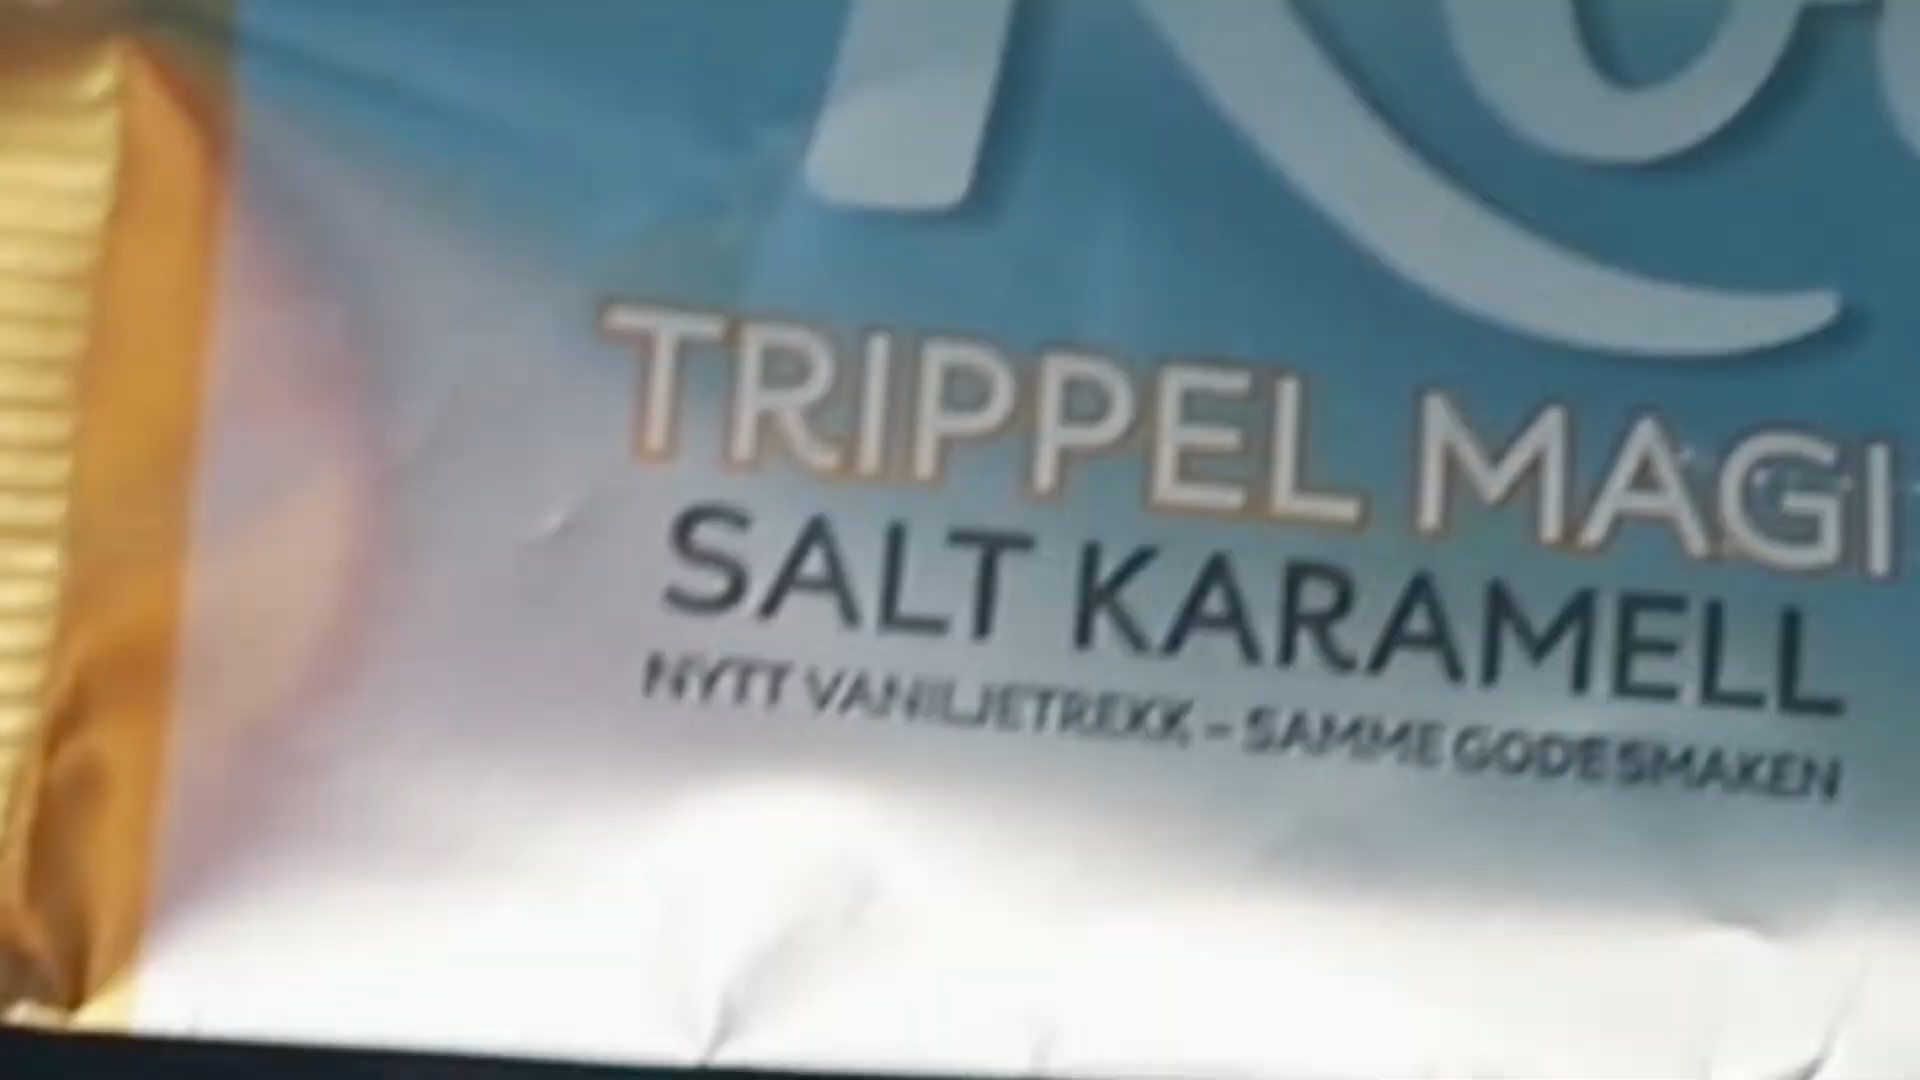 TRIPPEL MAGI
SALT KARAMELL
NYTT VANILJETREKK – SAMME GODE SMAKEN